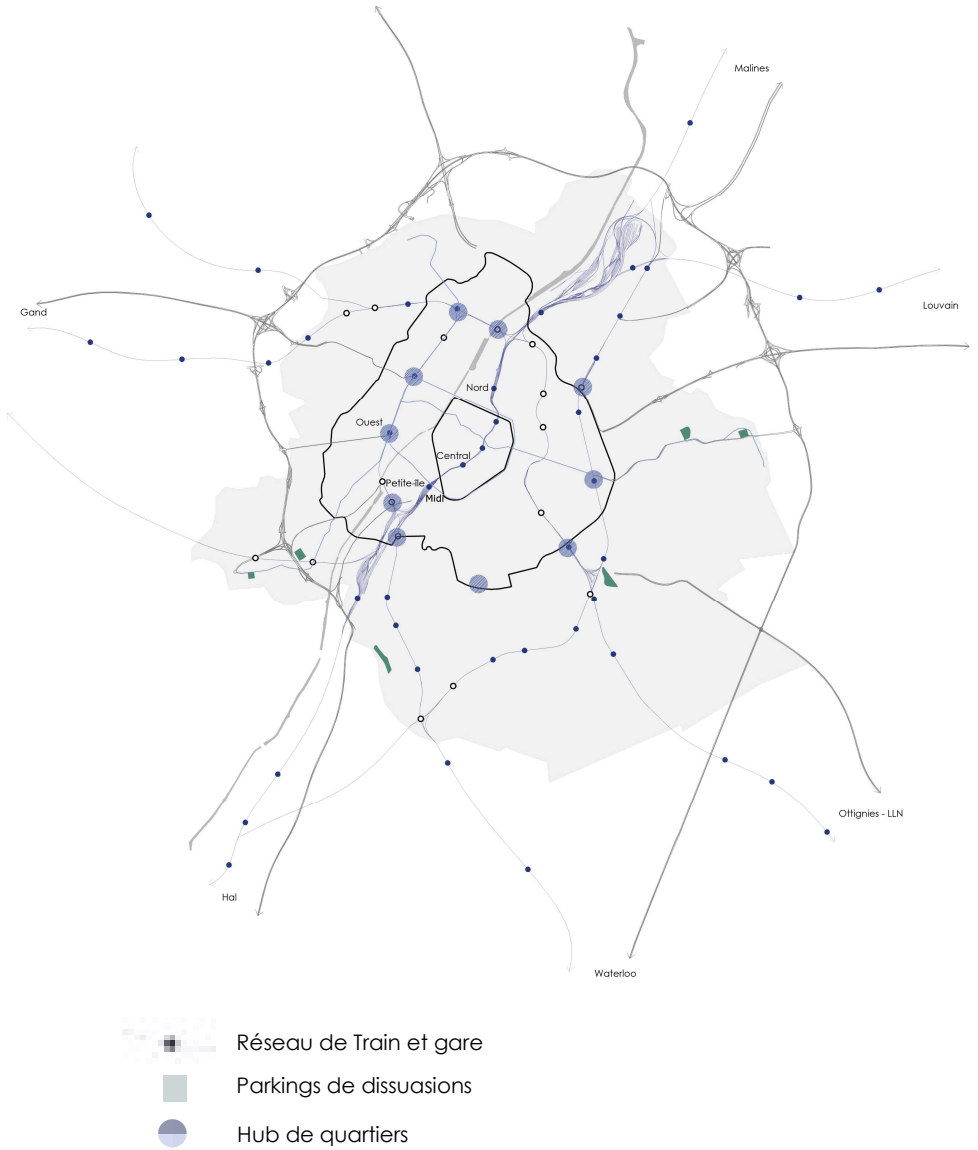 Malines
Louvain
Gand
Nord
Ouest
Central
Petite-île
Midi
Ottignies - LLN
Hal
Waterloo
Réseau de Train et gare
Parkings de dissuasions
Hub de quartiers